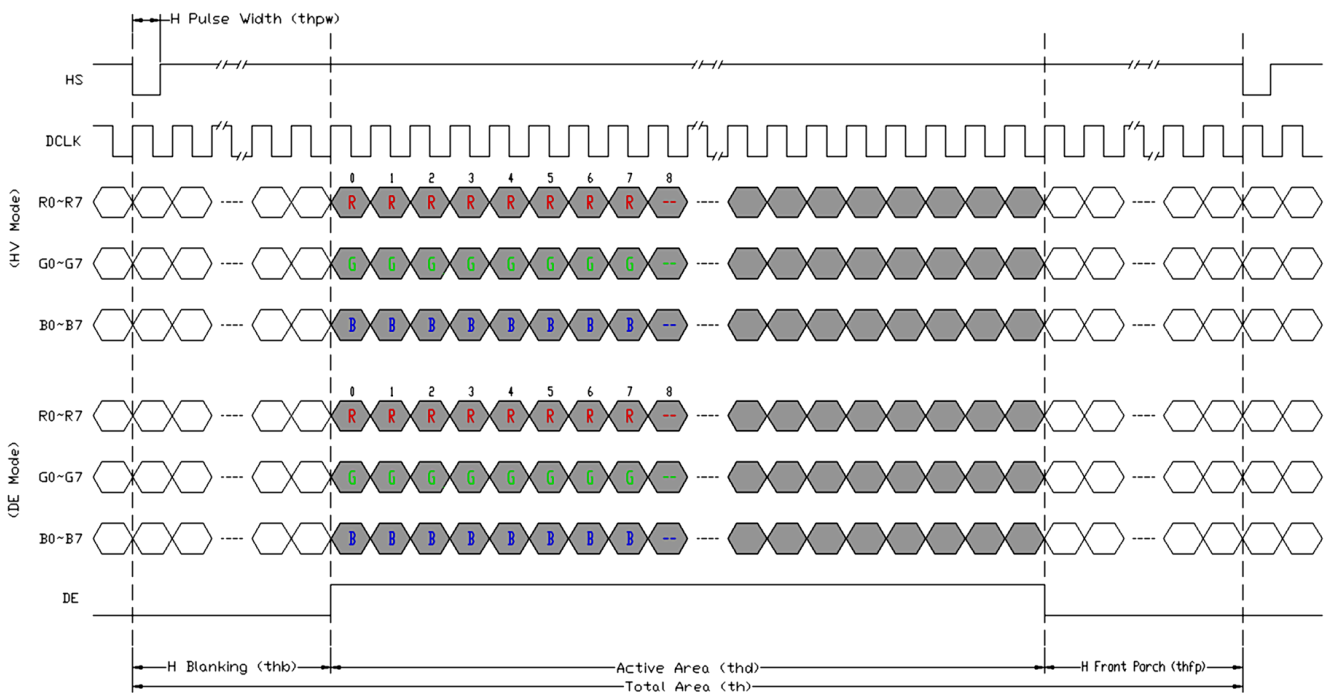 H Pulse Width (thpw)
HS
DCLK
(HV Mode)
0 1 2 3 4 5 6 7 8
R0~R7 R R R R R R R R -- ----
G0~G7 G G G G G G G G -- ----
B0~B7 B B B B B B B B -- ----
(DE Mode)
0 1 2 3 4 5 6 7 8
R0~R7 R R R R R R R R -- ----
G0~G7 G G G G G G G G -- ----
B0~B7 B B B B B B B B -- ----
DE
H Blanking (thb) Active Area (thd) H Front Porch (thfp)
Total Area (th)